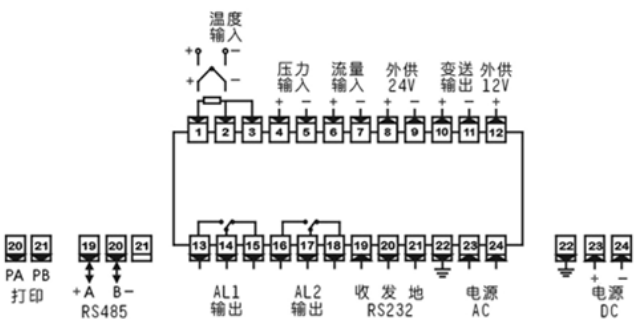 温度
输入
+ −
+ −
压力 流量 外供 变送 外供
输入 输入 24V 输出 12V
+ − + − + − + − +
1 2 3 4 5 6 7 8 9 10 11 12
20 21 19 20 21 13 14 15 16 17 18 19 20 21 22 23 24 22 23 24
PA PB + A B − + −
打印 RS485 AL1 AL2 收 发 地 电源 电源
输出 输出 RS232 AC DC